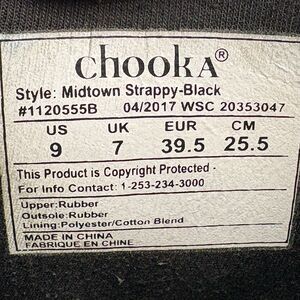 chooka®
Style: Midtown Strappy-Black
#1120555B 04/2017 WSC 20353047
US UK EUR CM
9 7 39.5 25.5
This Product is Copyright Protected -
For Info Contact: 1-253-234-3000
Upper:Rubber
Outsole:Rubber
Lining:Polyester/Cotton Blend
MADE IN CHINA
FABRIQUE EN CHINE